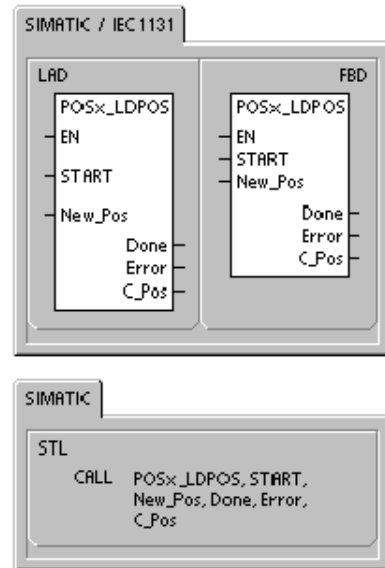 SIMATIC / IEC 1131
LAD
FBD
POSx_LDPOS
EN
START
New_Pos
Done
Error
C_Pos
POSx_LDPOS
EN
START
New_Pos
Done
Error
C_Pos
SIMATIC
STL
CALL POSx_LDPOS, START,
New_Pos, Done, Error,
C_Pos